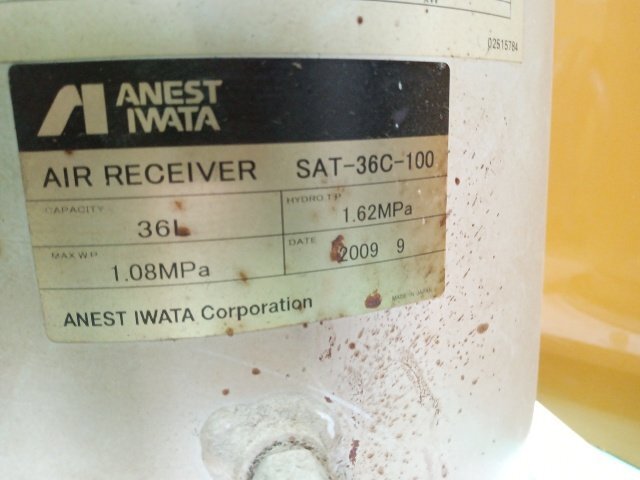 02515784
ANEST
IWATA
AIR RECEIVER SAT-36C-100
CAPACITY 36L
HYDRO.T.P. 1.62MPa
MAX.W.P. 1.08MPa
DATE 2009 9
ANEST IWATA Corporation
MADE IN JAPAN